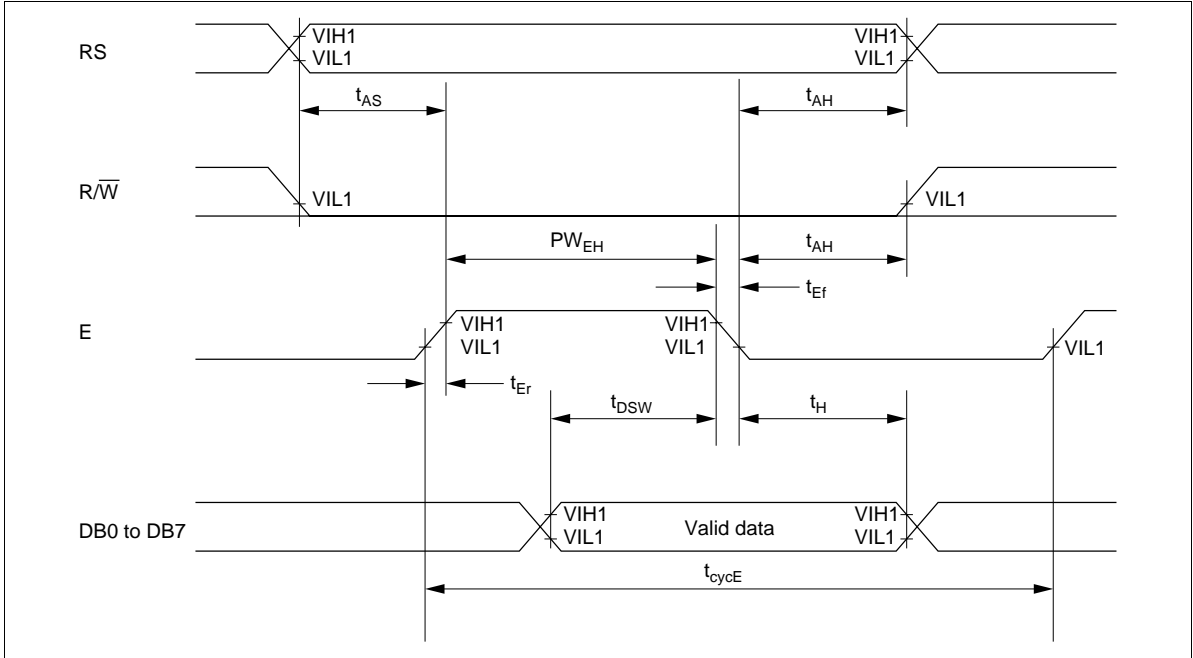 RS
VIH1
VIL1
VIH1
VIL1
tAS
tAH
R/W̅
VIL1
VIL1
PWEH
tAH
tEf
E
VIH1
VIL1
VIH1
VIL1
VIL1
tEr
tDSW
tH
DB0 to DB7
VIH1
VIL1
Valid data
VIH1
VIL1
tcycE